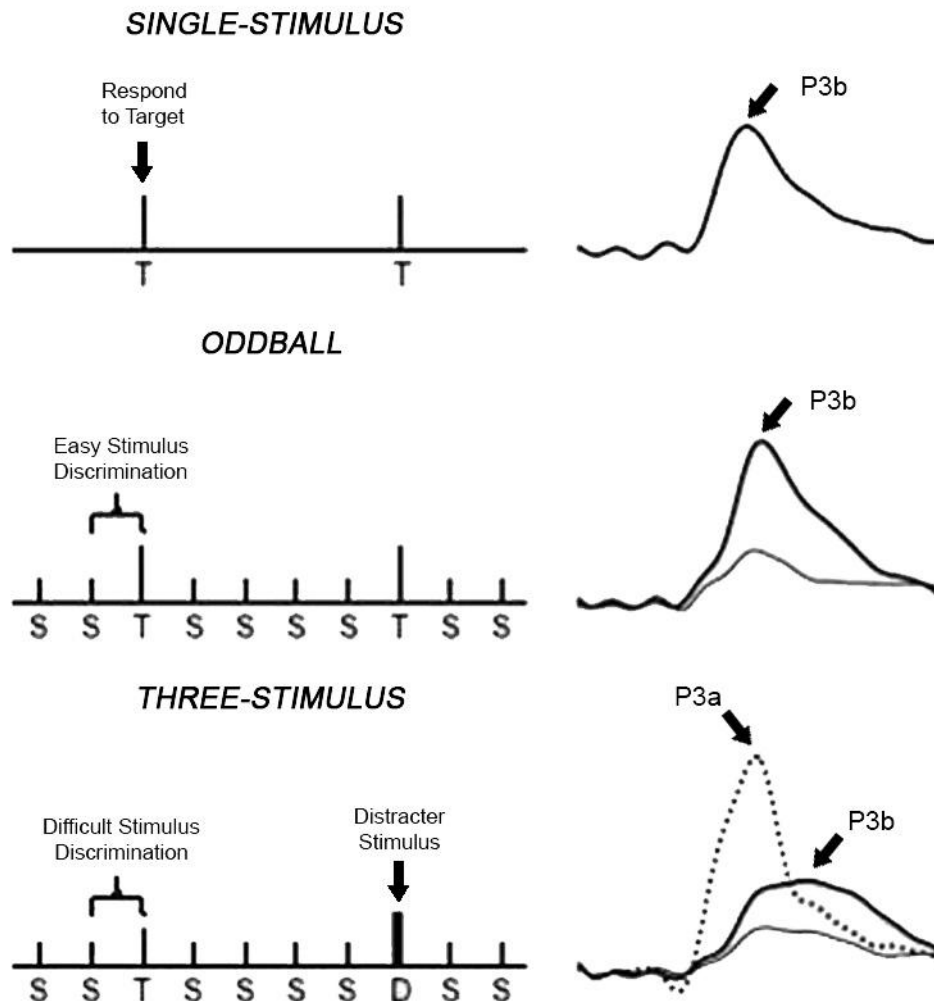 SINGLE-STIMULUS
Respond
to Target
P3b
T T
ODDBALL
Easy Stimulus
Discrimination
P3b
S S T S S S S T S S
THREE-STIMULUS
Difficult Stimulus
Discrimination
Distracter
Stimulus
P3a
P3b
S S T S S S S D S S